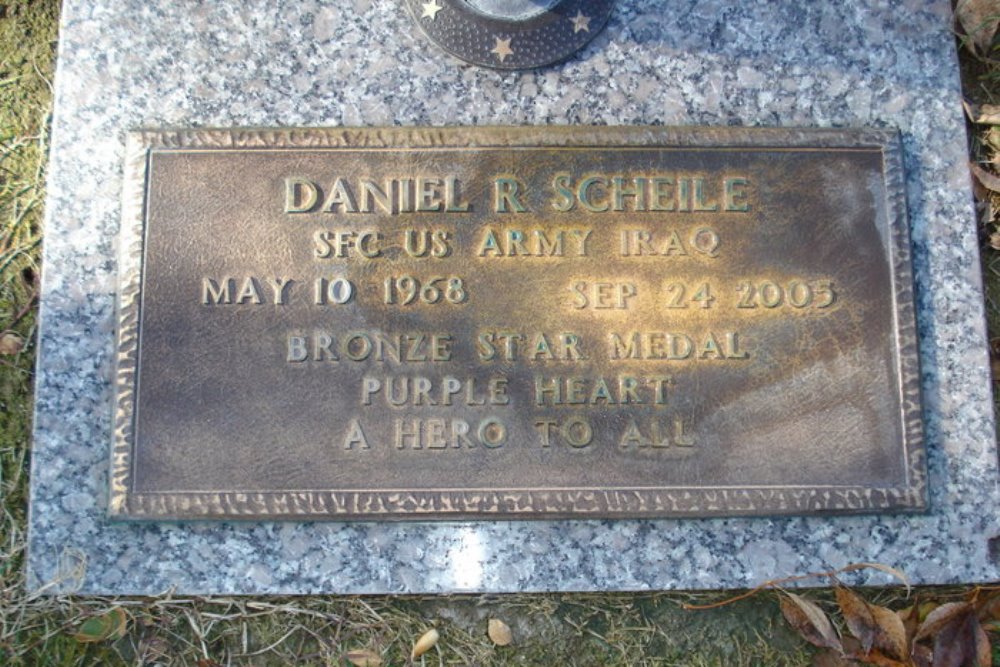 DANIEL R SCHEILE
SFC US ARMY IRAQ
MAY 10 1968 SEP 24 2005
BRONZE STAR MEDAL
PURPLE HEART
A HERO TO ALL